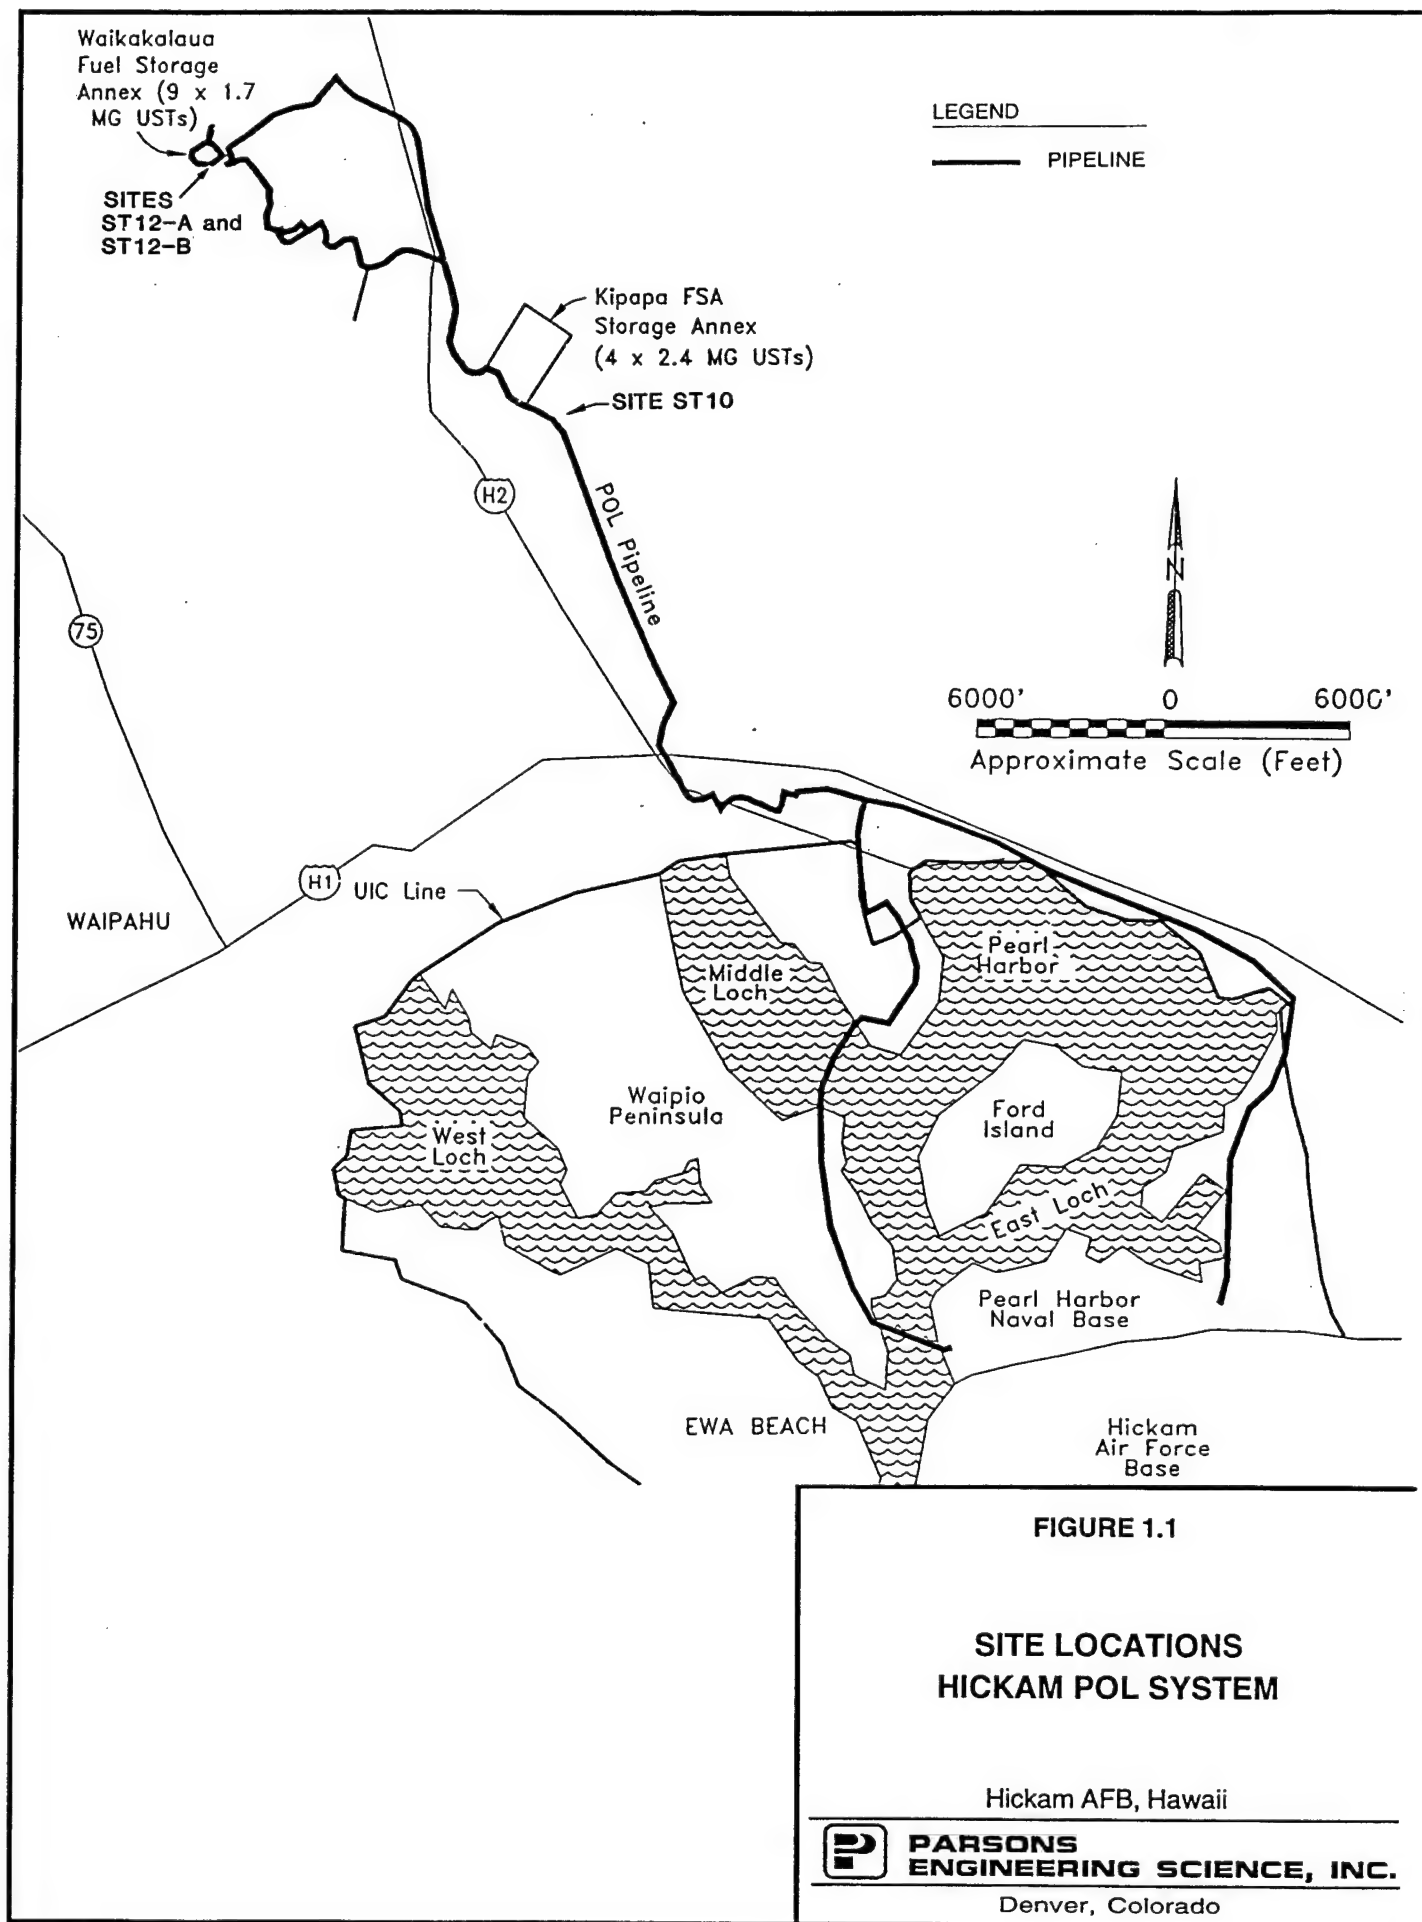 Waikakalaua
Fuel Storage
Annex (9 x 1.7
MG USTs)
LEGEND
PIPELINE
SITES
ST12-A and
ST12-B
Kipapa FSA
Storage Annex
(4 x 2.4 MG USTs)
SITE ST10
H2
POL Pipeline
N
75
6000' 0 6000'
Approximate Scale (Feet)
H1
UIC Line
WAIPAHU
Pearl
Harbor
Middle
Loch
Waipio
Peninsula
Ford
Island
West
Loch
East Loch
Pearl Harbor
Naval Base
EWA BEACH
Hickam
Air Force
Base
FIGURE 1.1
SITE LOCATIONS
HICKAM POL SYSTEM
Hickam AFB, Hawaii
PARSONS
ENGINEERING SCIENCE, INC.
Denver, Colorado